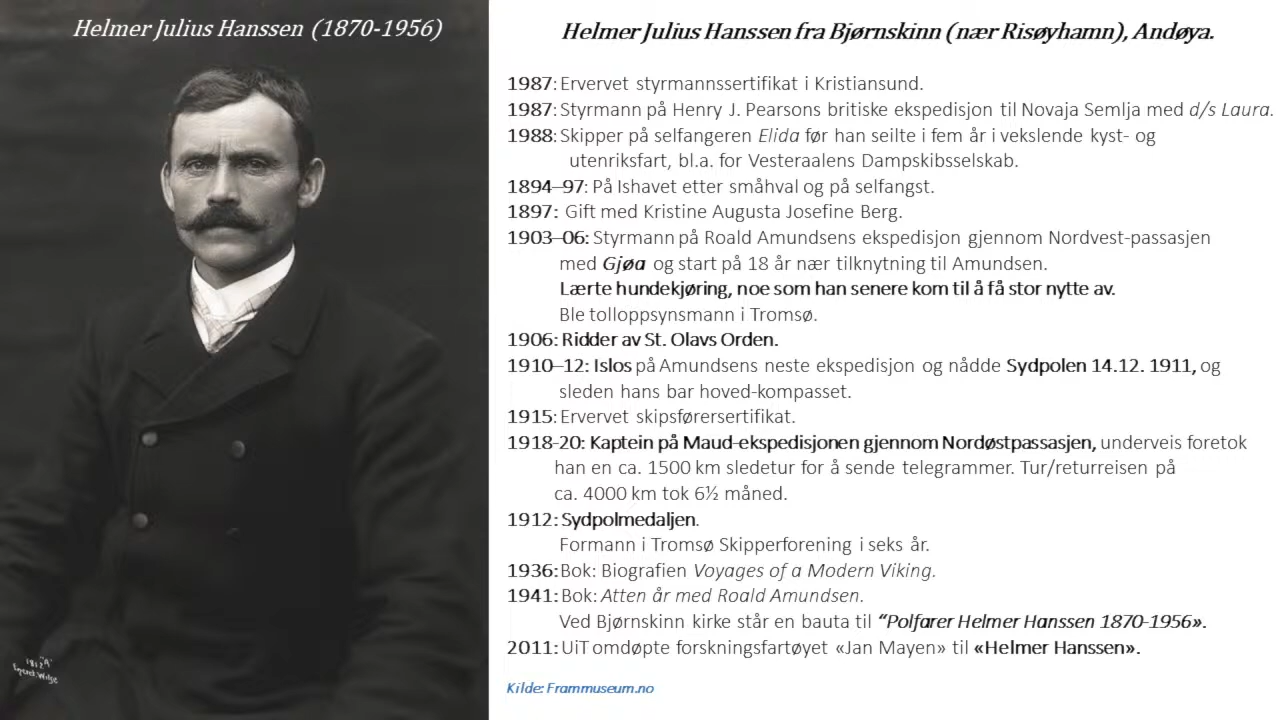 Helmer Julius Hanssen (1870-1956)
Helmer Julius Hanssen fra Bjørnskinn (nær Risøyhamn), Andøya.
1987: Ervervet styrmannssertifikat i Kristiansund.
1987: Styrmann på Henry J. Pearsons britiske ekspedisjon til Novaja Semlja med d/s Laura.
1988: Skipper på selfangeren Elida før han seilte i fem år i vekslende kyst- og
utenriksfart, bl.a. for Vesteraalens Dampskibsselskab.
1894–97: På Ishavet etter småhval og på selfangst.
1897: Gift med Kristine Augusta Josefine Berg.
1903–06: Styrmann på Roald Amundsens ekspedisjon gjennom Nordvest-passasjen
med Gjøa og start på 18 år nær tilknytning til Amundsen.
Lærte hundekjøring, noe som han senere kom til å få stor nytte av.
Ble tolloppsynsmann i Tromsø.
1906: Ridder av St. Olavs Orden.
1910–12: Islos på Amundsens neste ekspedisjon og nådde Sydpolen 14.12. 1911, og
sleden hans bar hoved-kompasset.
1915: Ervervet skipsførersertifikat.
1918-20: Kaptein på Maud-ekspedisjonen gjennom Nordøstpassasjen, underveis foretok
han en ca. 1500 km sledetur for å sende telegrammer. Tur/returreisen på
ca. 4000 km tok 6½ måned.
1912: Sydpolmedaljen.
Formann i Tromsø Skipperforening i seks år.
1936: Bok: Biografien Voyages of a Modern Viking.
1941: Bok: Atten år med Roald Amundsen.
Ved Bjørnskinn kirke står en bauta til “Polfarer Helmer Hanssen 1870-1956».
2011: UiT omdøpte forskningsfartøyet «Jan Mayen» til «Helmer Hanssen».
Kilde: Frammuseum.no